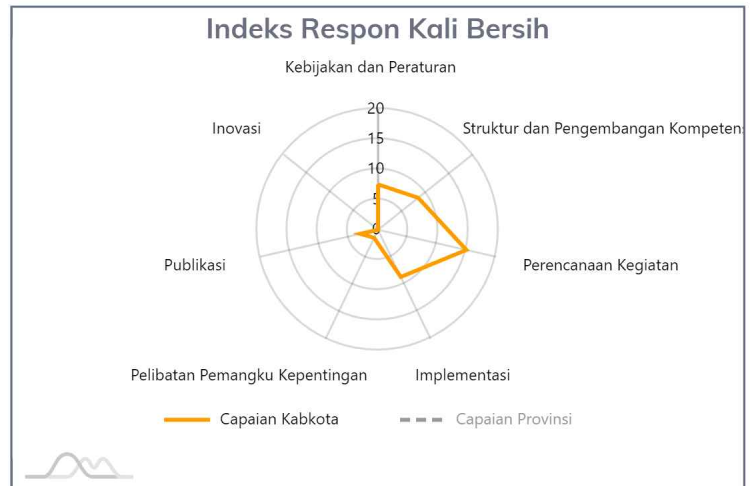 Indeks Respon Kali Bersih
Kebijakan dan Peraturan
Inovasi
Struktur dan Pengembangan Kompetens
20
15
10
5
0
Publikasi
Perencanaan Kegiatan
Pelibatan Pemangku Kepentingan
Implementasi
Capaian Kabkota
Capaian Provinsi